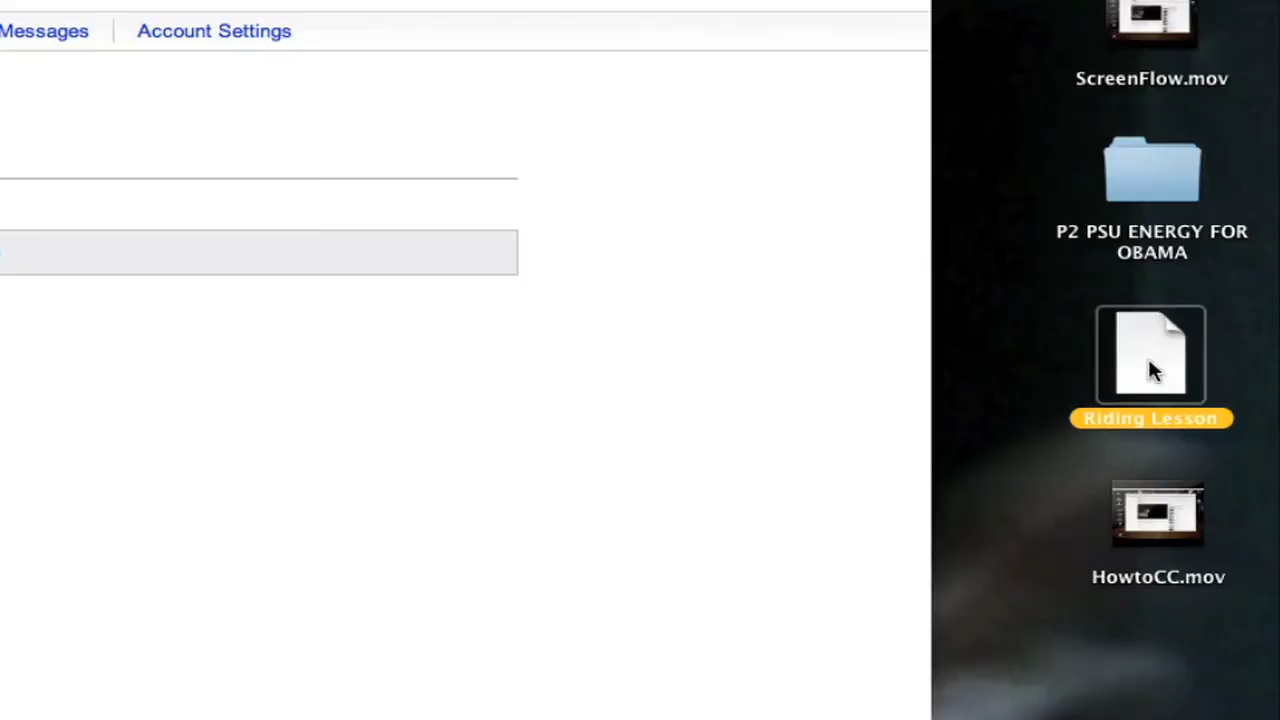 Messages
Account Settings
ScreenFlow.mov
P2 PSU ENERGY FOR
OBAMA
Riding Lesson
HowtoCC.mov